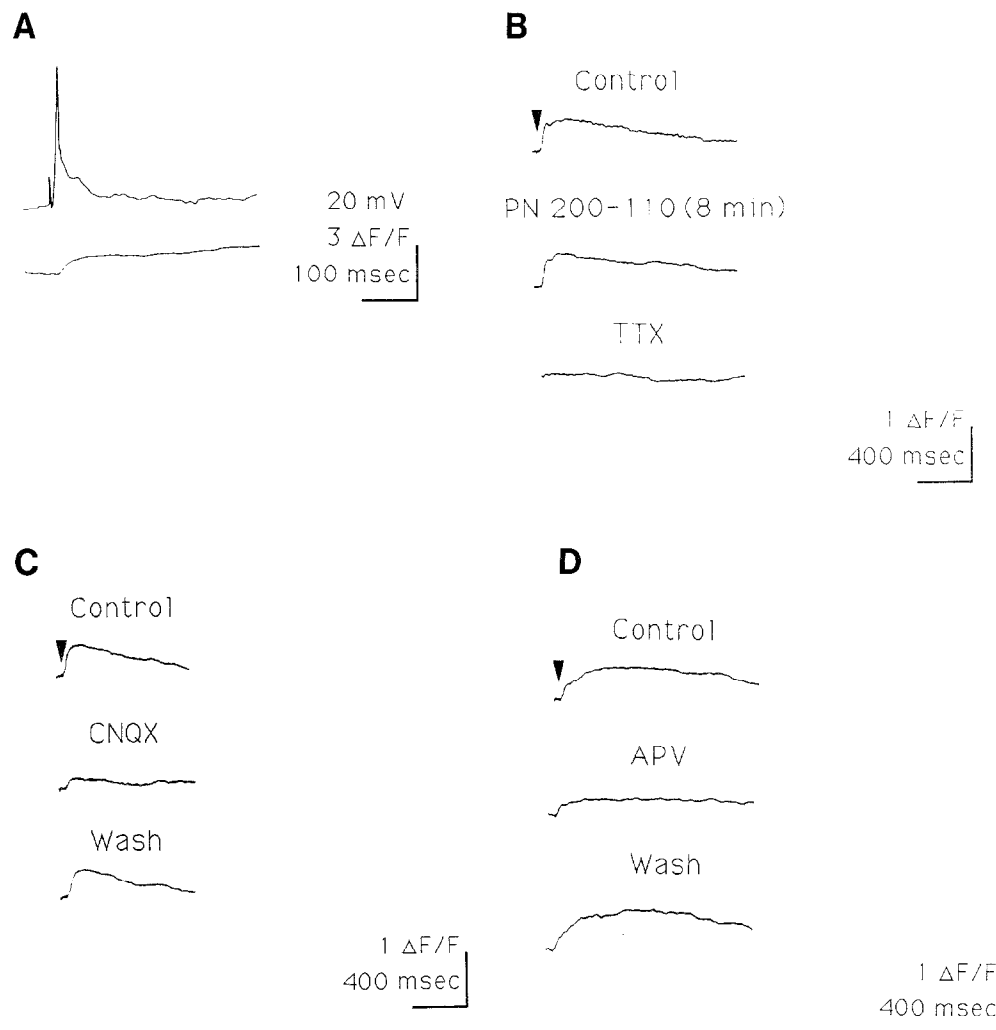 A
20 mV
3 ΔF/F
100 msec
B
Control
PN 200-110 (8 min)
TTX
1 ΔF/F
400 msec
C
Control
CNQX
Wash
1 ΔF/F
400 msec
D
Control
APV
Wash
1 ΔF/F
400 msec